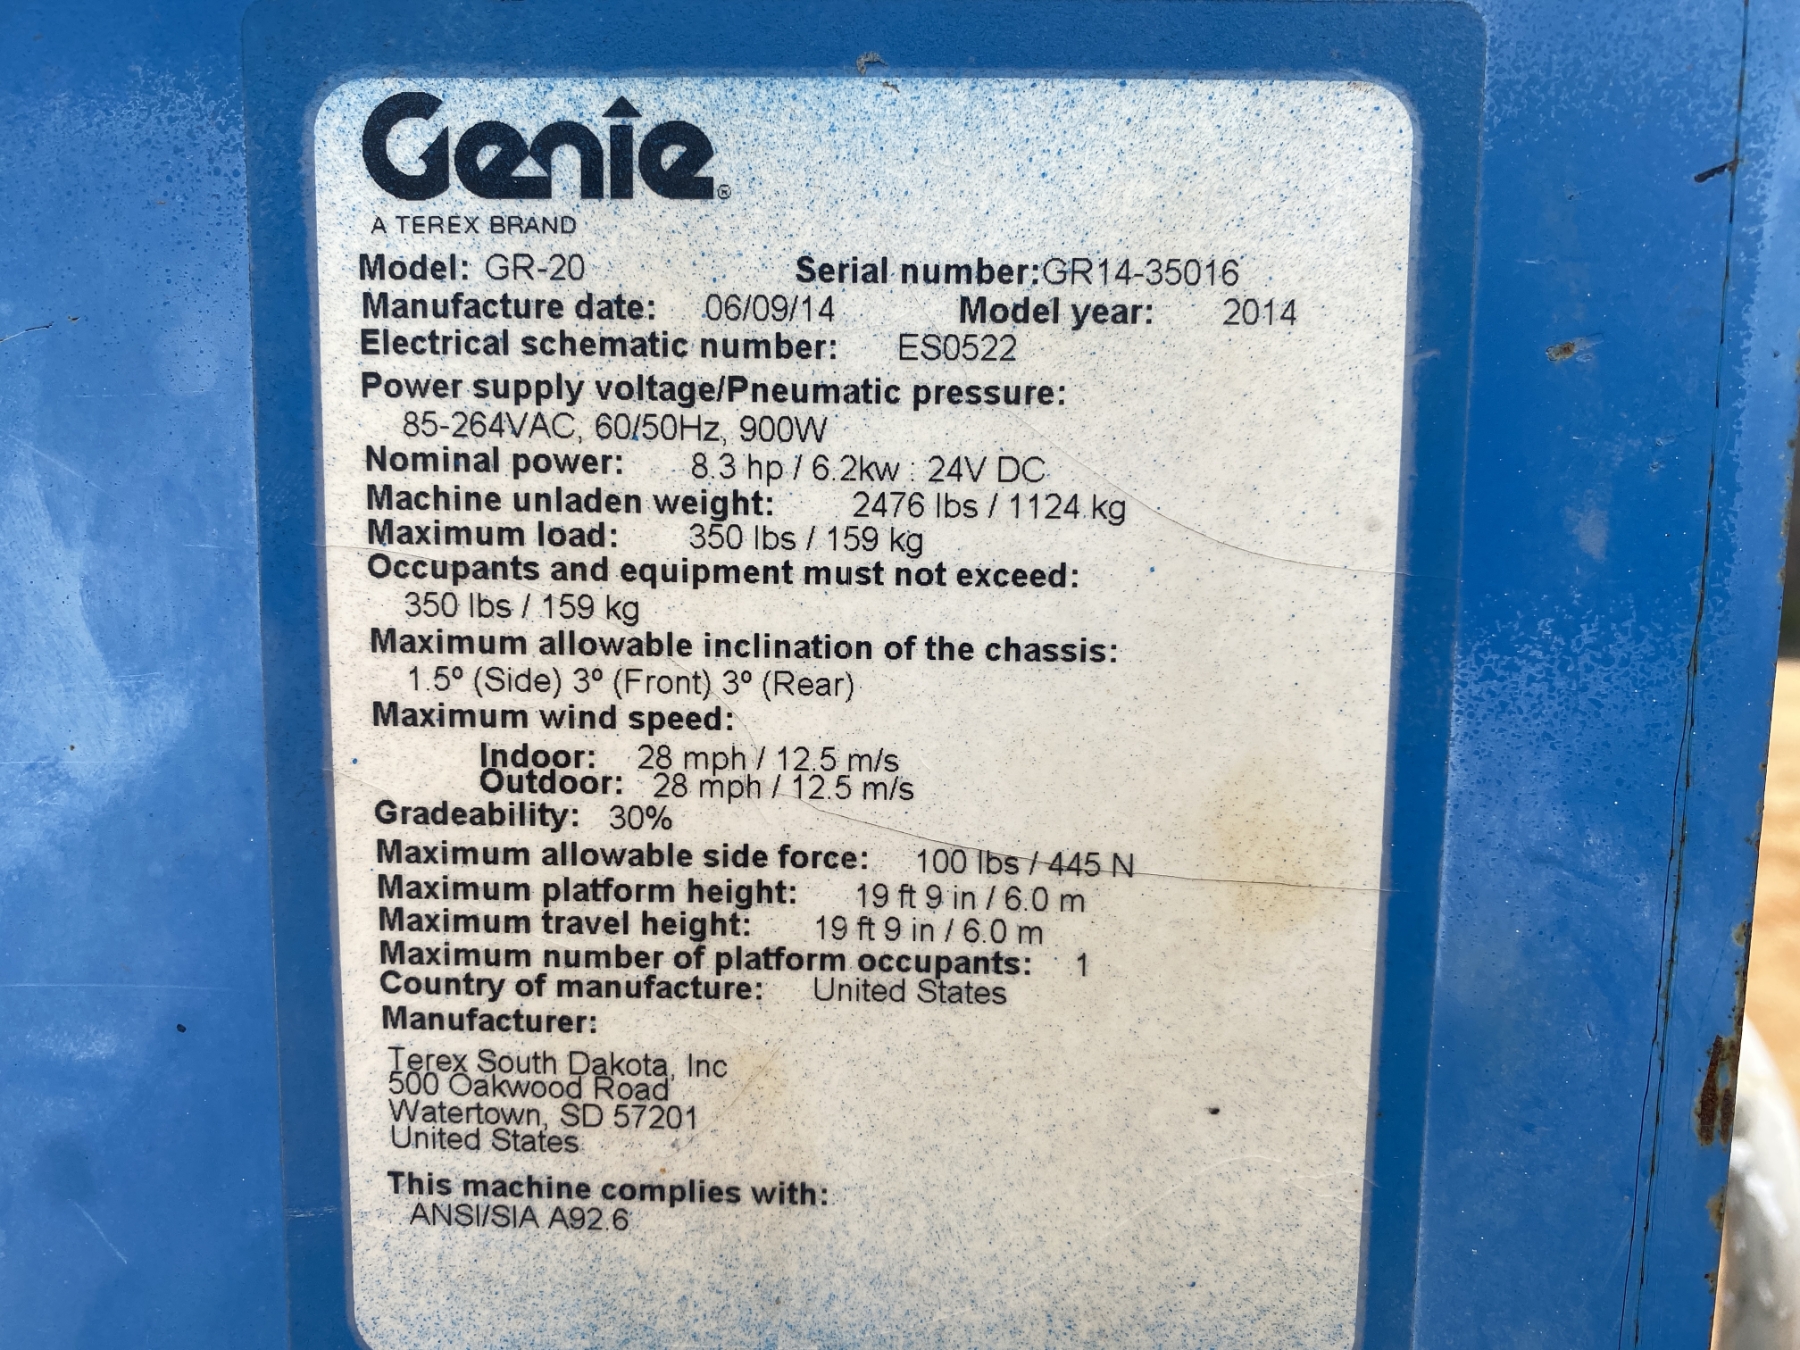 Genie®
A TEREX BRAND
Model: GR-20 Serial number:GR14-35016
Manufacture date: 06/09/14 Model year: 2014
Electrical schematic number: ES0522
Power supply voltage/Pneumatic pressure:
85-264VAC, 60/50Hz, 900W
Nominal power: 8.3 hp / 6.2kw : 24V DC
Machine unladen weight: 2476 lbs / 1124 kg
Maximum load: 350 lbs / 159 kg
Occupants and equipment must not exceed:
350 lbs / 159 kg
Maximum allowable inclination of the chassis:
1.5º (Side) 3º (Front) 3º (Rear)
Maximum wind speed:
Indoor: 28 mph / 12.5 m/s
Outdoor: 28 mph / 12.5 m/s
Gradeability: 30%
Maximum allowable side force: 100 lbs / 445 N
Maximum platform height: 19 ft 9 in / 6.0 m
Maximum travel height: 19 ft 9 in / 6.0 m
Maximum number of platform occupants: 1
Country of manufacture: United States
Manufacturer:
Terex South Dakota, Inc
500 Oakwood Road
Watertown, SD 57201
United States
This machine complies with:
ANSI/SIA A92.6